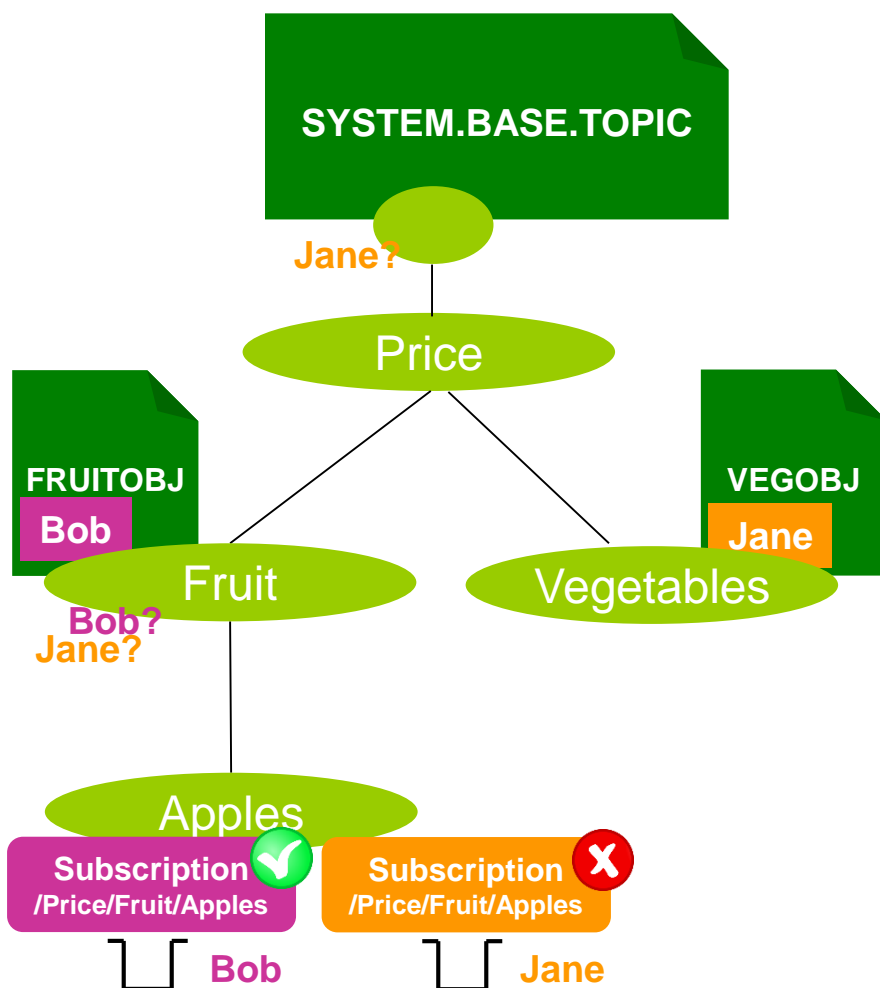 SYSTEM.BASE.TOPIC
Jane?
Price
FRUITOBJ
VEGOBJ
Bob
Jane
Fruit
Vegetables
Bob?
Jane?
Apples
Subscription
/Price/Fruit/Apples
Subscription
/Price/Fruit/Apples
Bob
Jane